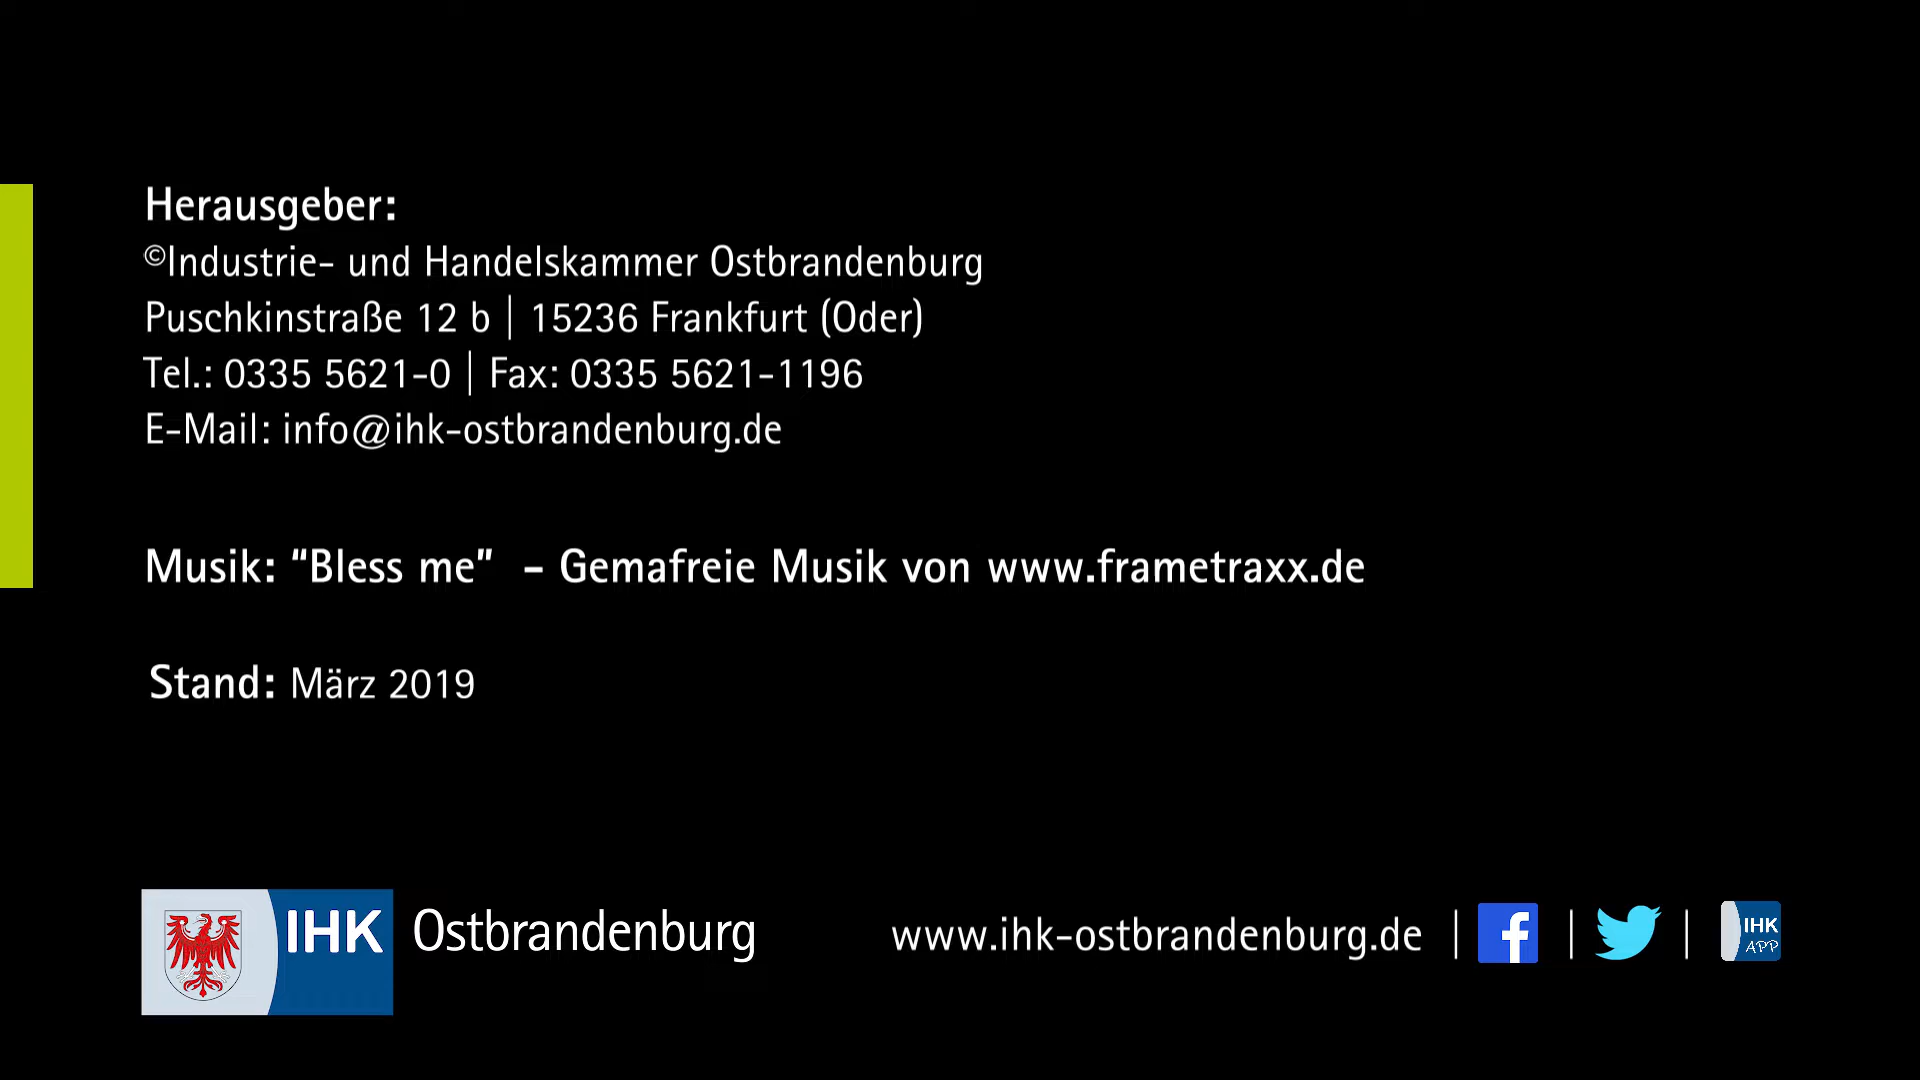 Herausgeber:
©Industrie- und Handelskammer Ostbrandenburg
Puschkinstraße 12 b | 15236 Frankfurt (Oder)
Tel.: 0335 5621-0 | Fax: 0335 5621-1196
E-Mail: info@ihk-ostbrandenburg.de
Musik: “Bless me” - Gemafreie Musik von www.frametraxx.de
Stand: März 2019
IHK Ostbrandenburg
www.ihk-ostbrandenburg.de | f | | IHK
APP